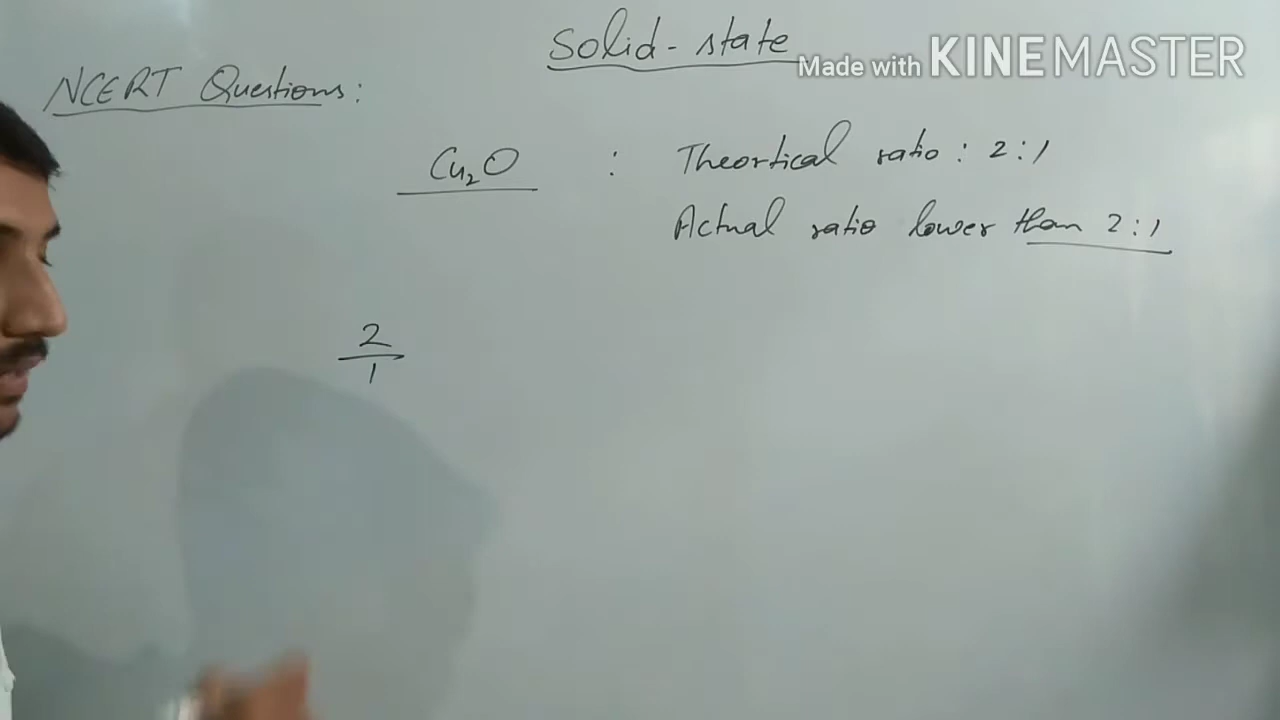 Solid-state
Made with KINEMASTER
NCERT Questions:
Cu₂O : Theortical ratio: 2:1
Actual ratio lower than 2:1
2
1